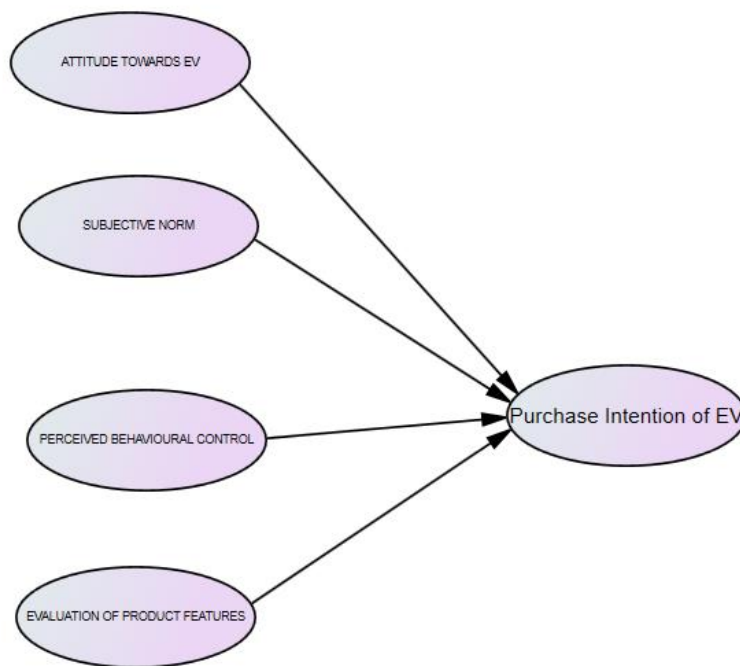 ATTITUDE TOWARDS EV
SUBJECTIVE NORM
PERCEIVED BEHAVIOURAL CONTROL
Purchase Intention of EV
EVALUATION OF PRODUCT FEATURES